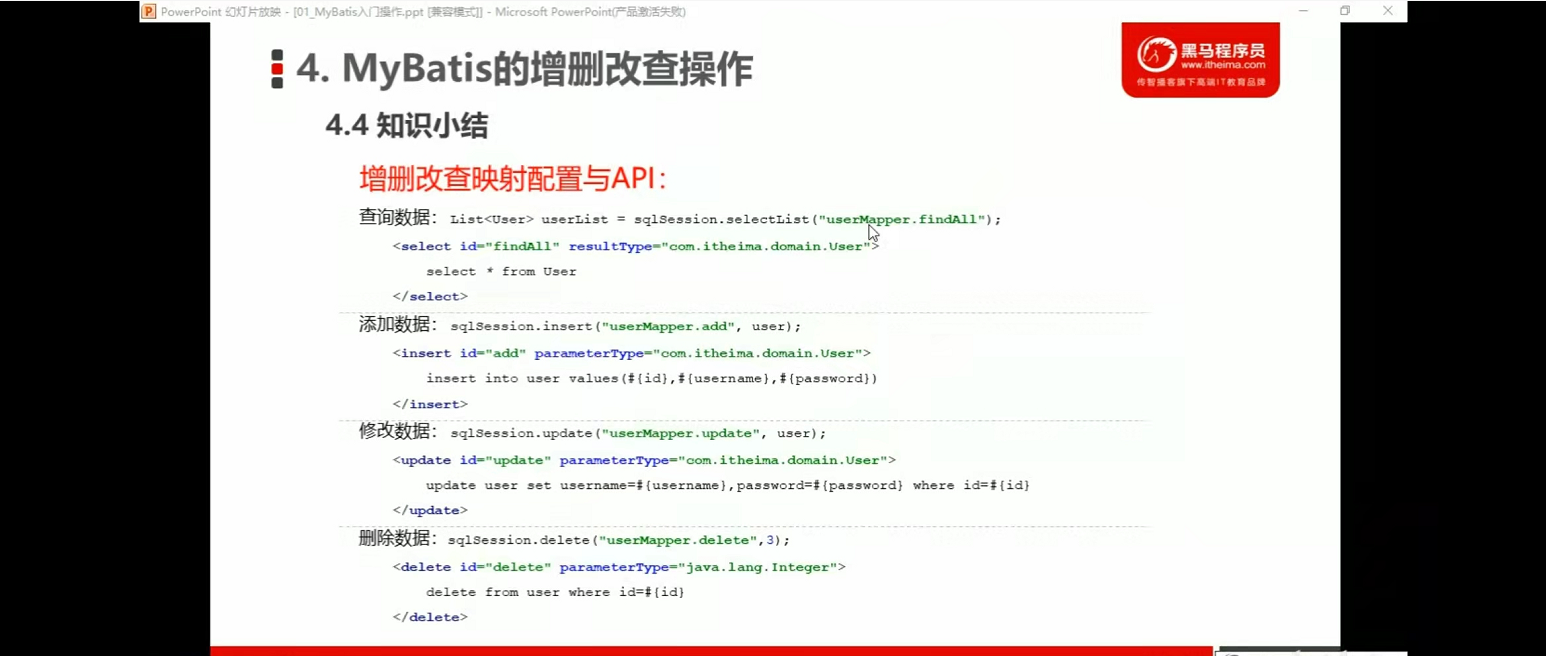 PowerPoint 幻灯片放映 - [01_MyBatis入门操作.ppt [兼容模式]] - Microsoft PowerPoint(产品激活失败)
4. MyBatis的增删改查操作
黑马程序员
www.itheima.com
传智播客旗下高端IT教育品牌
4.4 知识小结
增删改查映射配置与API：
查询数据： List<User> userList = sqlSession.selectList("userMapper.findAll");
<select id="findAll" resultType="com.itheima.domain.User">
select * from User
</select>
添加数据： sqlSession.insert("userMapper.add", user);
<insert id="add" parameterType="com.itheima.domain.User">
insert into user values(#{id},#{username},#{password})
</insert>
修改数据： sqlSession.update("userMapper.update", user);
<update id="update" parameterType="com.itheima.domain.User">
update user set username=#{username},password=#{password} where id=#{id}
</update>
删除数据： sqlSession.delete("userMapper.delete",3);
<delete id="delete" parameterType="java.lang.Integer">
delete from user where id=#{id}
</delete>